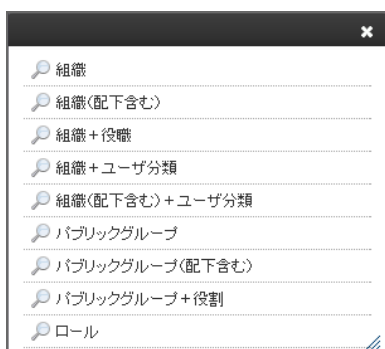 組織
組織(配下含む)
組織+役職
組織+ユーザ分類
組織(配下含む)+ユーザ分類
パブリックグループ
パブリックグループ(配下含む)
パブリックグループ+役割
ロール